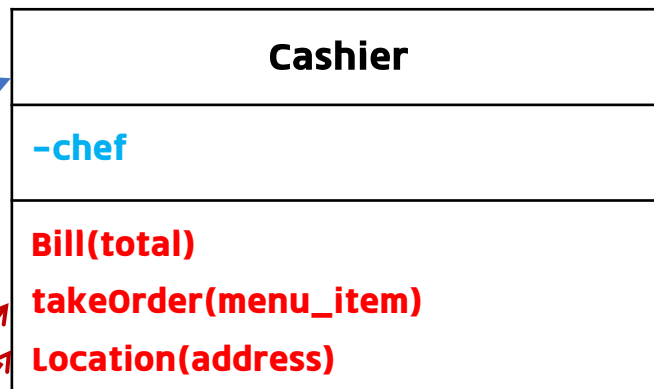 Cashier
-chef
Bill(total)
takeOrder(menu_item)
Location(address)